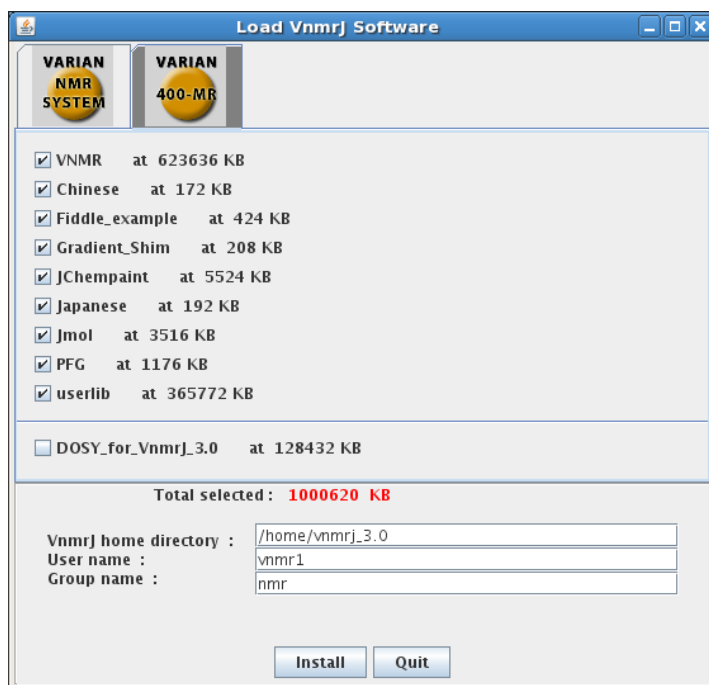 Load VnmrJ Software
VARIAN
NMR
SYSTEM
VARIAN
400-MR
VNMR at 623636 KB
Chinese at 172 KB
Fiddle_example at 424 KB
Gradient_Shim at 208 KB
JChempaint at 5524 KB
Japanese at 192 KB
Jmol at 3516 KB
PFG at 1176 KB
userlib at 365772 KB
DOSY_for_VnmrJ_3.0 at 128432 KB
Total selected : 1000620 KB
VnmrJ home directory : /home/vnmrj_3.0
User name : vnmr1
Group name : nmr
Install Quit